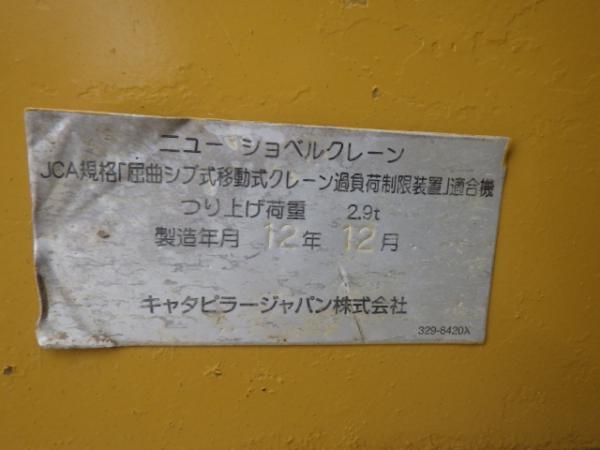 ニュー ショベルクレーン
JCA規格「屈曲ジブ式移動式クレーン過負荷制限装置」適合機
つり上げ荷重 2.9t
製造年月 12年 12月
キャタピラージャパン株式会社
329-6420X